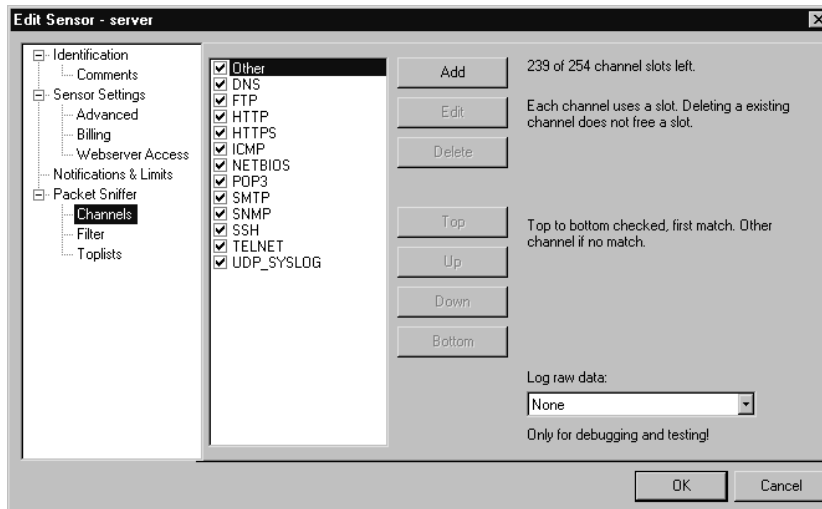 Edit Sensor - server
Identification
Comments
Sensor Settings
Advanced
Billing
Webserver Access
Notifications & Limits
Packet Sniffer
Channels
Filter
Toplists
Other
DNS
FTP
HTTP
HTTPS
ICMP
NETBIOS
POP3
SMTP
SNMP
SSH
TELNET
UDP_SYSLOG
Add
Edit
Delete
Top
Up
Down
Bottom
239 of 254 channel slots left.
Each channel uses a slot. Deleting a existing
channel does not free a slot.
Top to bottom checked, first match. Other
channel if no match.
Log raw data:
None
Only for debugging and testing!
OK
Cancel